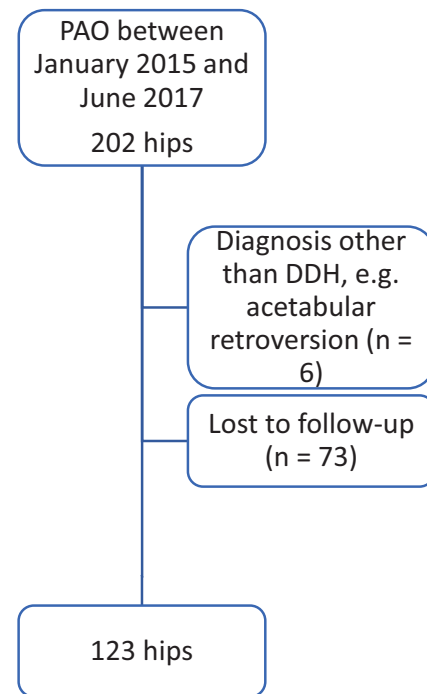 PAO between
January 2015 and
June 2017
202 hips
Diagnosis other
than DDH, e.g.
acetabular
retroversion (n =
6)
Lost to follow-up
(n = 73)
123 hips